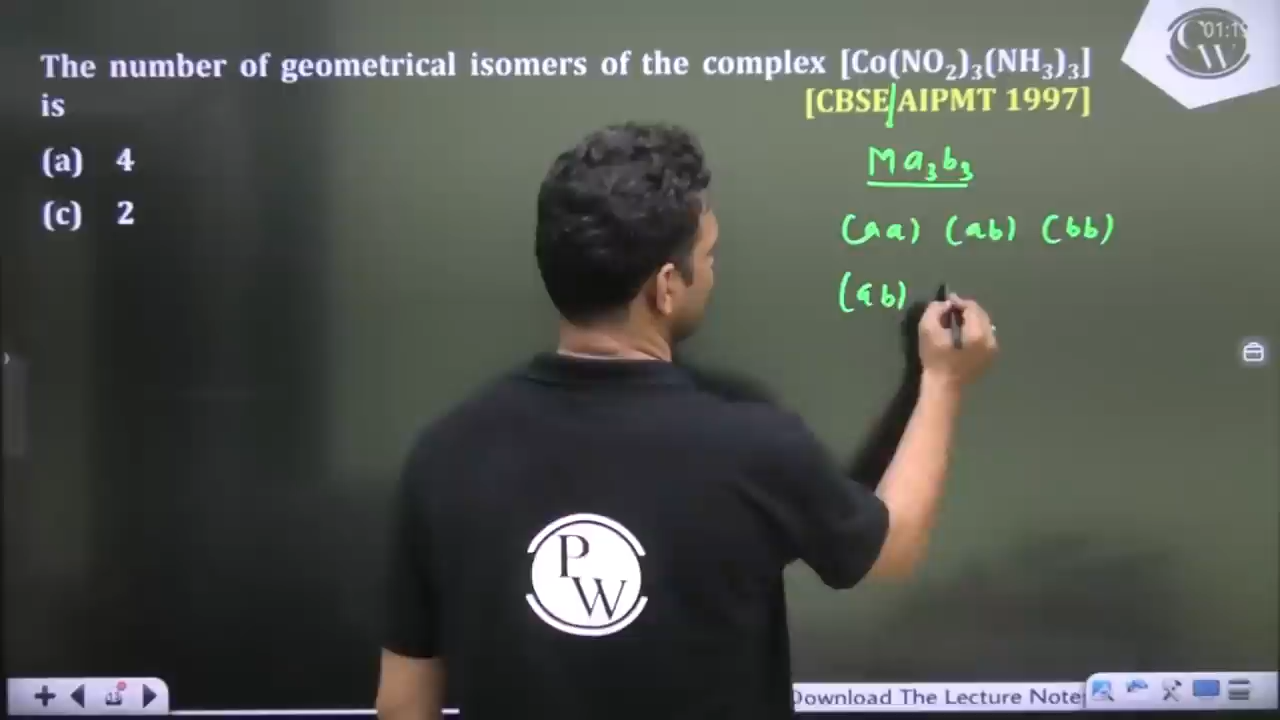 The number of geometrical isomers of the complex [Co(NO₂)₃(NH₃)₃]
is [CBSE AIPMT 1997]
(a) 4
(c) 2
Ma₃b₃
(aa) (ab) (bb)
(ab)
PW
Download The Lecture Note